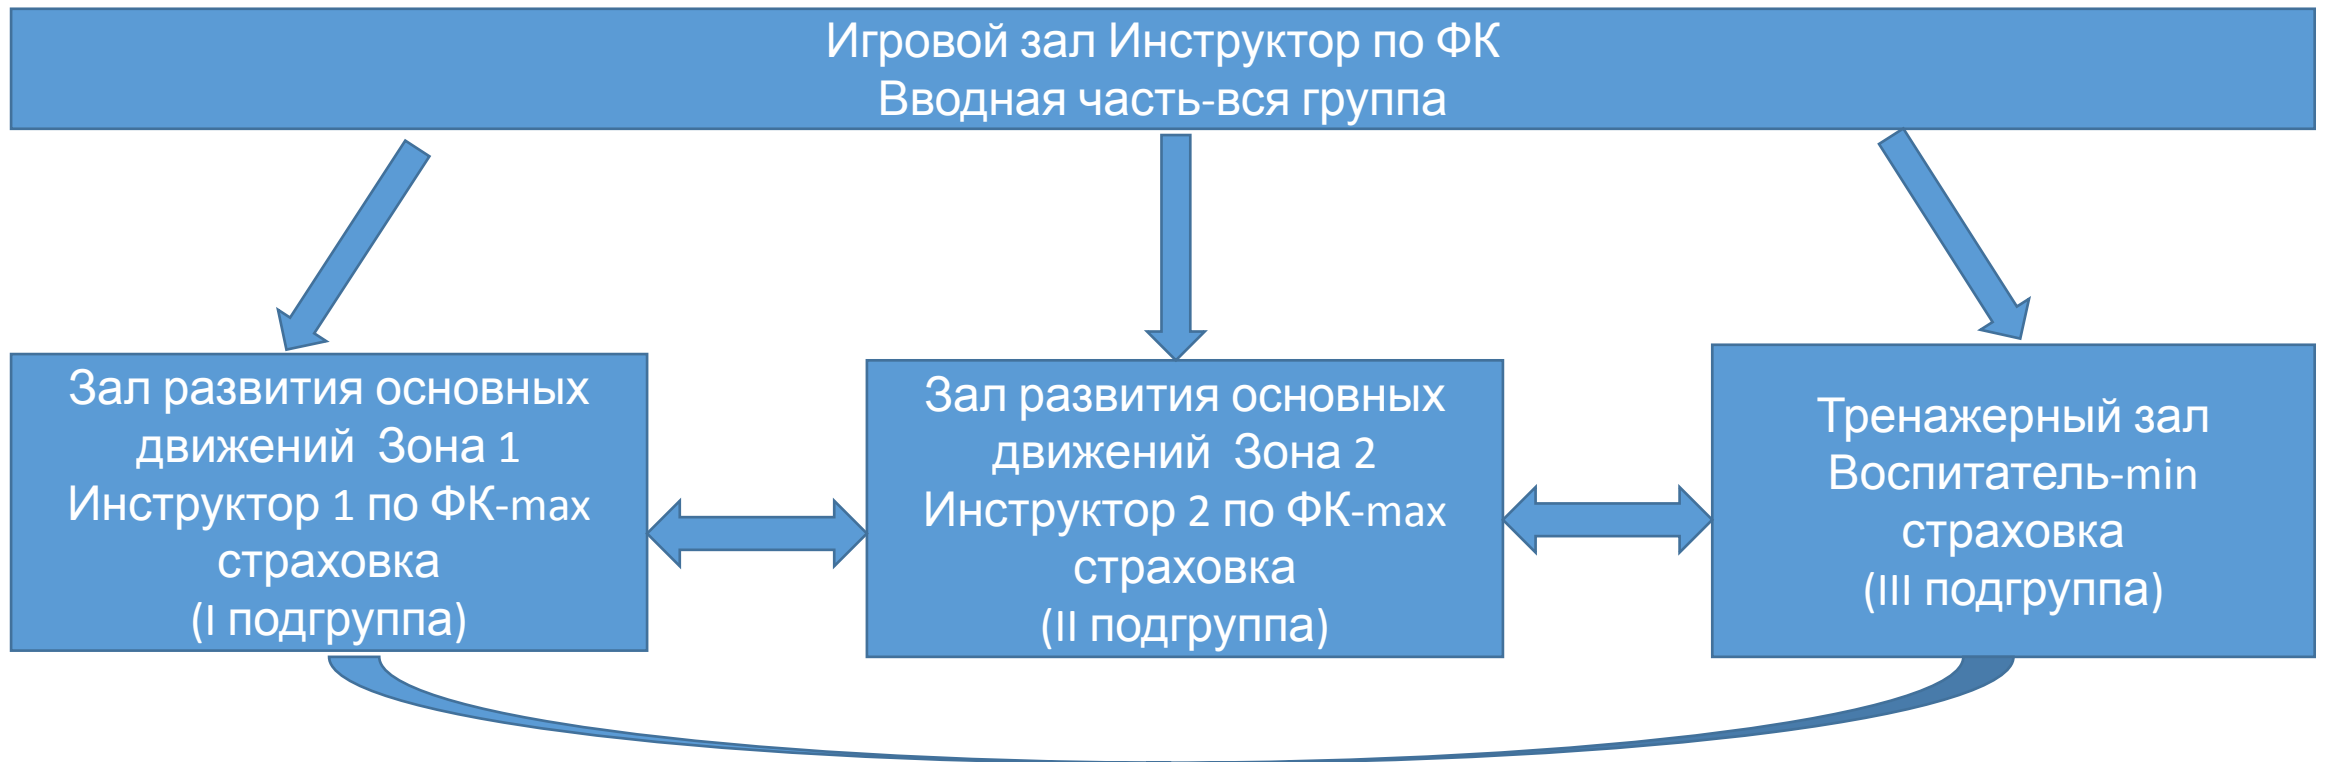 Игровой зал Инструктор по ФК
Вводная часть-вся группа
Зал развития основных
движений  Зона 1
Инструктор 1 по ФК-max
страховка
(I подгруппа)
Зал развития основных
движений  Зона 2
Инструктор 2 по ФК-max
страховка
(II подгруппа)
Тренажерный зал
Воспитатель-min
страховка
(III подгруппа)